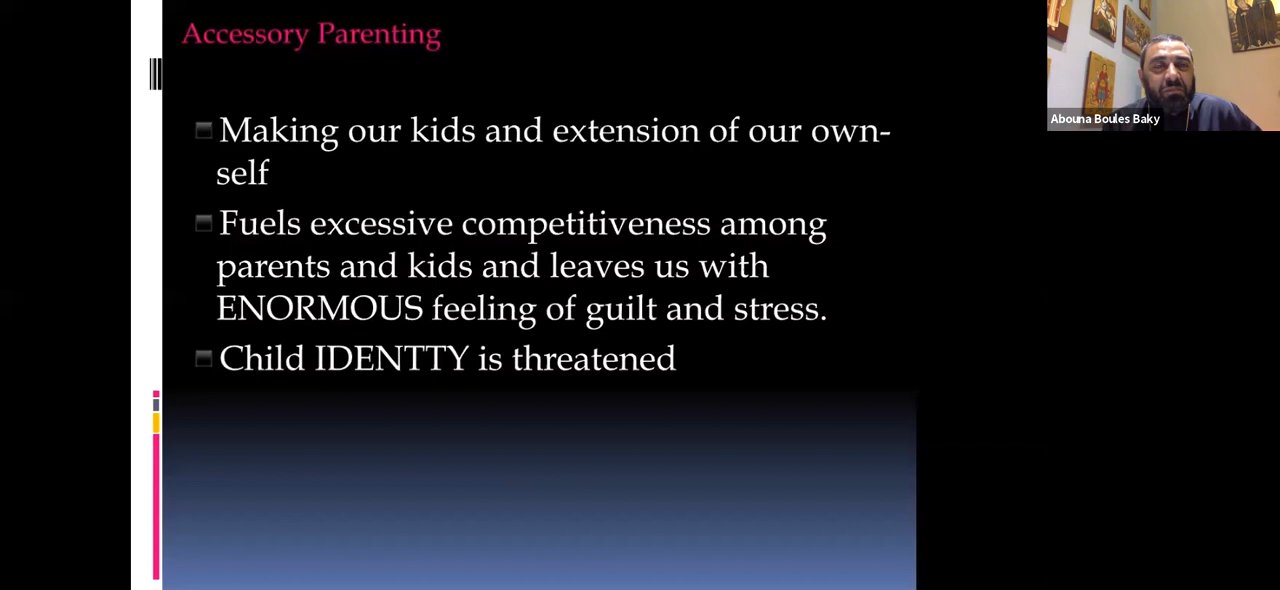 Accessory Parenting
Making our kids and extension of our own-
self
Fuels excessive competitiveness among
parents and kids and leaves us with
ENORMOUS feeling of guilt and stress.
Child IDENTTY is threatened
Abouna Boules Baky